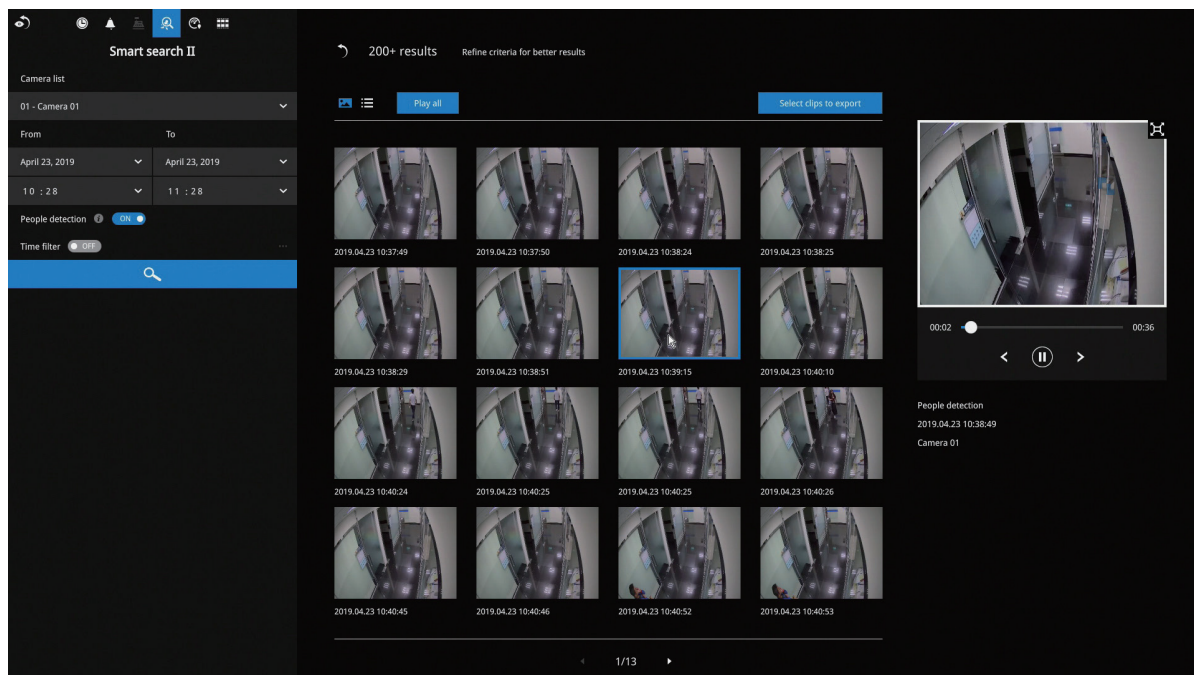 Smart search II
Camera list
01 - Camera 01
From To
April 23, 2019 April 23, 2019
10 : 28 11 : 28
People detection i ON
Time filter OFF ...
200+ results Refine criteria for better results
Play all Select clips to export
2019.04.23 10:37:49 2019.04.23 10:37:50 2019.04.23 10:38:24 2019.04.23 10:38:25
2019.04.23 10:38:29 2019.04.23 10:38:51 2019.04.23 10:39:15 2019.04.23 10:40:10
2019.04.23 10:40:24 2019.04.23 10:40:25 2019.04.23 10:40:25 2019.04.23 10:40:26
2019.04.23 10:40:45 2019.04.23 10:40:46 2019.04.23 10:40:52 2019.04.23 10:40:53
1/13
00:02 00:36
People detection
2019.04.23 10:38:49
Camera 01